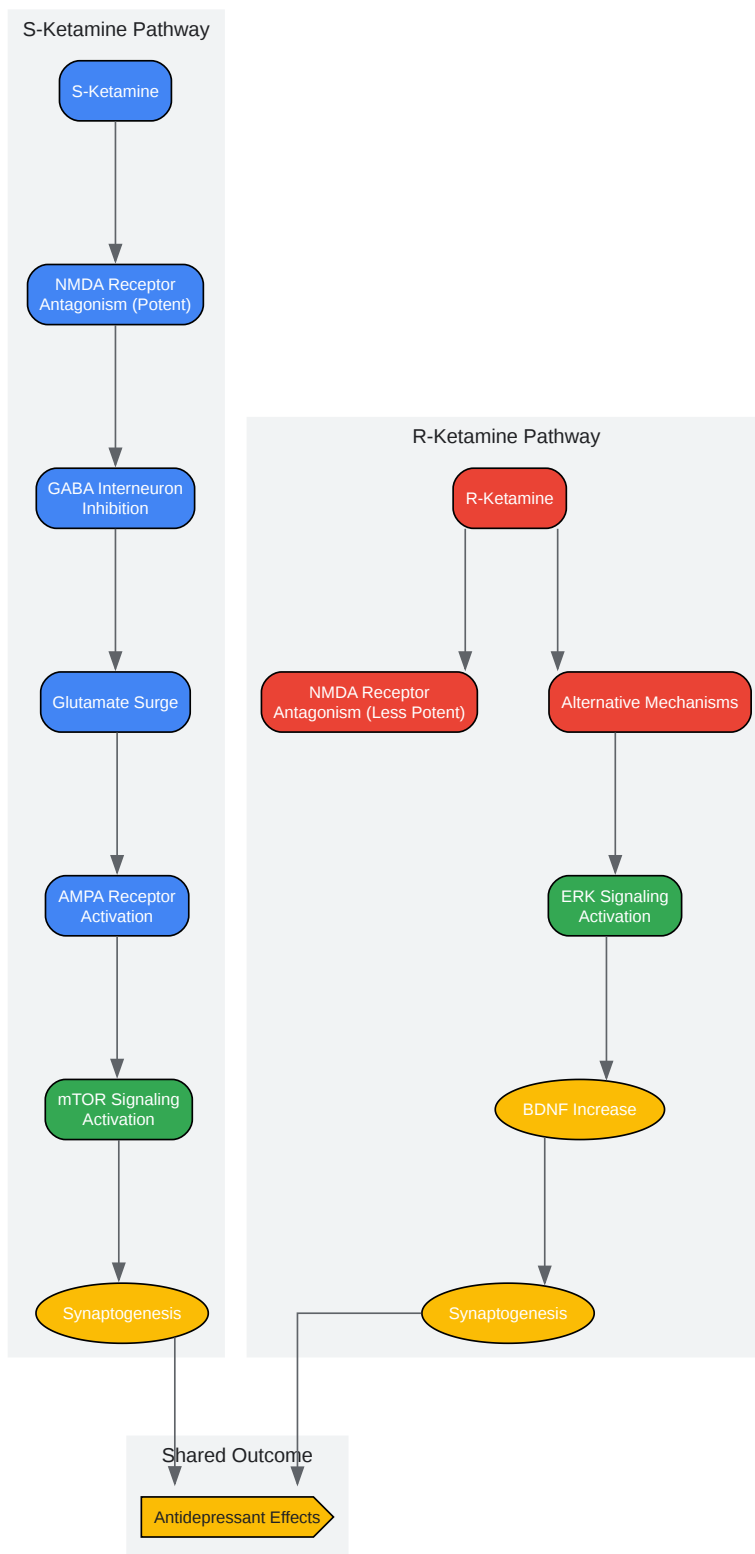 S-Ketamine Pathway
S-Ketamine
NMDA Receptor
Antagonism (Potent)
GABA Interneuron
Inhibition
Glutamate Surge
AMPA Receptor
Activation
mTOR Signaling
Activation
Synaptogenesis
R-Ketamine Pathway
R-Ketamine
NMDA Receptor
Antagonism (Less Potent)
Alternative Mechanisms
ERK Signaling
Activation
BDNF Increase
Synaptogenesis
Shared Outcome
Antidepressant Effects